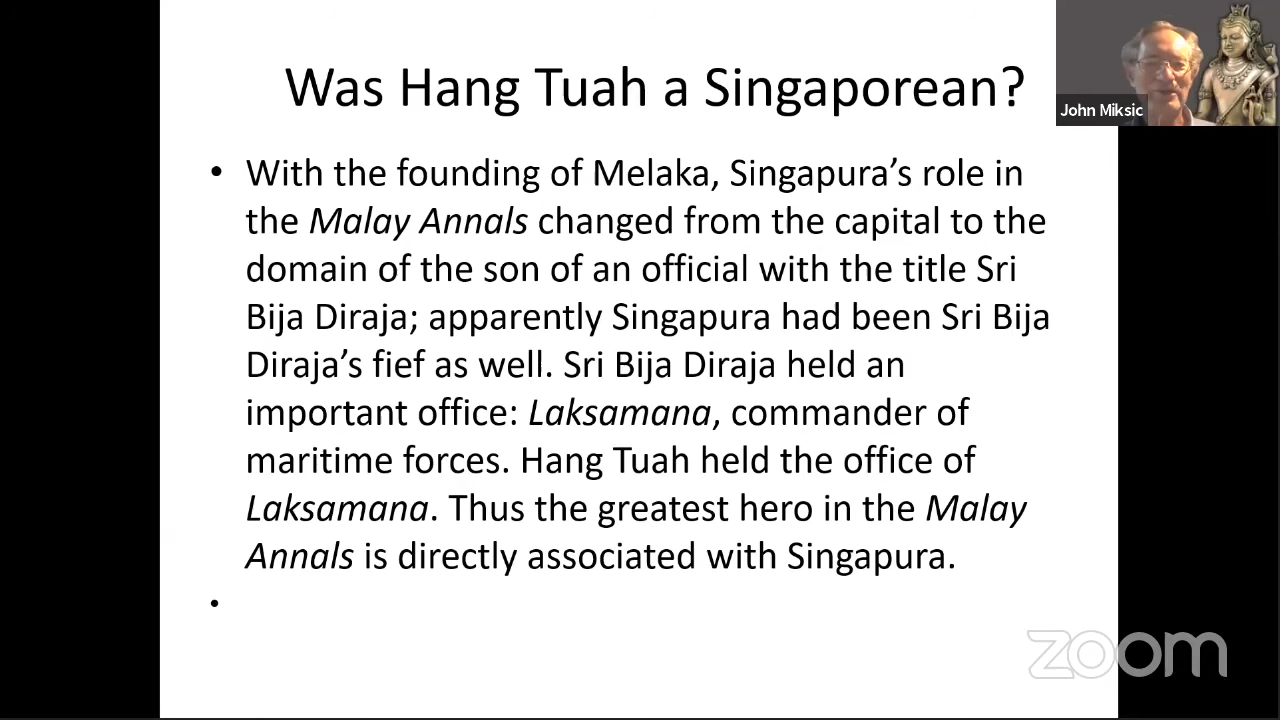 Was Hang Tuah a Singaporean?
John Miksic
• With the founding of Melaka, Singapura’s role in
the Malay Annals changed from the capital to the
domain of the son of an official with the title Sri
Bija Diraja; apparently Singapura had been Sri Bija
Diraja’s fief as well. Sri Bija Diraja held an
important office: Laksamana, commander of
maritime forces. Hang Tuah held the office of
Laksamana. Thus the greatest hero in the Malay
Annals is directly associated with Singapura.
•
zoom